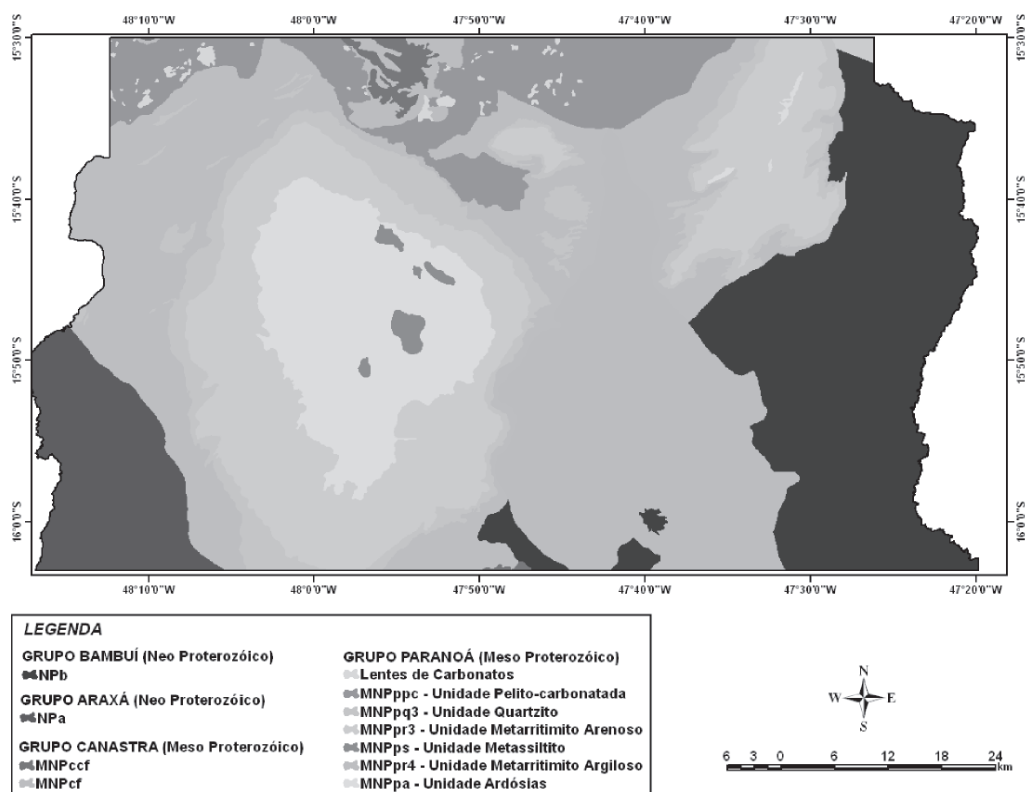 48°10'0"W 48°0'0"W 47°50'0"W 47°40'0"W 47°30'0"W 47°20'0"W
15°30'0"S 15°30'0"S
15°40'0"S 15°40'0"S
15°50'0"S 15°50'0"S
16°0'0"S 16°0'0"S
48°10'0"W 48°0'0"W 47°50'0"W 47°40'0"W 47°30'0"W 47°20'0"W
LEGENDA
GRUPO BAMBUÍ (Neo Proterozóico)
NPb
GRUPO ARAXÁ (Neo Proterozóico)
NPa
GRUPO CANASTRA (Meso Proterozóico)
MNPccf
MNPcf
GRUPO PARANOÁ (Meso Proterozóico)
Lentes de Carbonatos
MNPppc - Unidade Pelito-carbonatada
MNPpq3 - Unidade Quartzito
MNPpr3 - Unidade Metarritimito Arenoso
MNPps - Unidade Metassiltito
MNPpr4 - Unidade Metarritimito Argiloso
MNPpa - Unidade Ardósias
N
W E
S
6 3 0 6 12 18 24
km